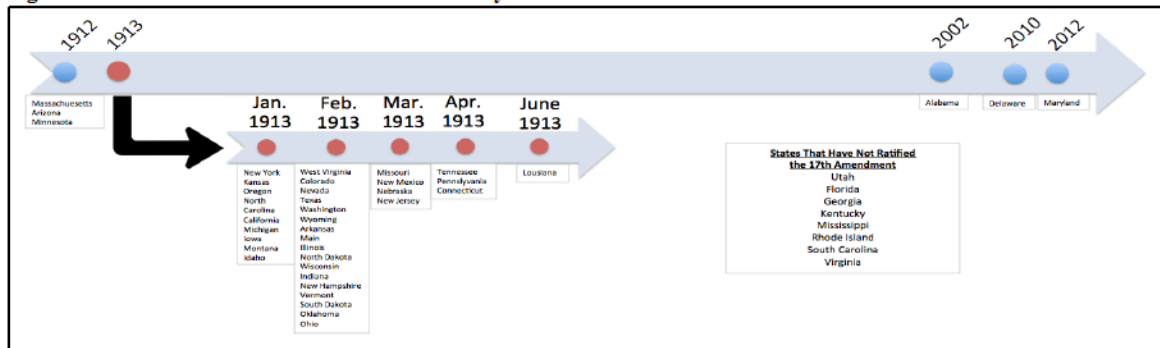 1912
1913
2002
2010
2012
Massachuesetts
Arizona
Minnesota
Alabama
Delaware
Maryland
Jan.
1913
Feb.
1913
Mar.
1913
Apr.
1913
June
1913
New York
Kansas
Oregon
North
Carolina
California
Michigan
Iowa
Montana
Idaho
West Virginia
Colorado
Nevada
Texas
Washington
Wyoming
Arkansas
Main
Illinois
North Dakota
Wisconsin
Indiana
New Hampshire
Vermont
South Dakota
Oklahoma
Ohio
Missouri
New Mexico
Nebraska
New Jersey
Tennessee
Pennslyvania
Connecticut
Lousiona
States That Have Not Ratified
the 17th Amendment
Utah
Florida
Georgia
Kentucky
Mississippi
Rhode Island
South Carolina
Virginia